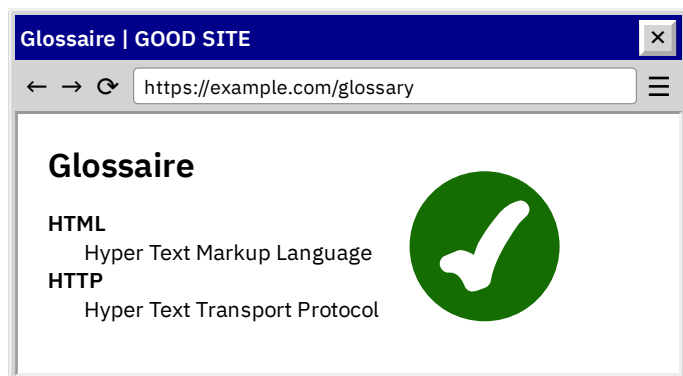 Glossaire | GOOD SITE
https://example.com/glossary
Glossaire
HTML
Hyper Text Markup Language
HTTP
Hyper Text Transport Protocol